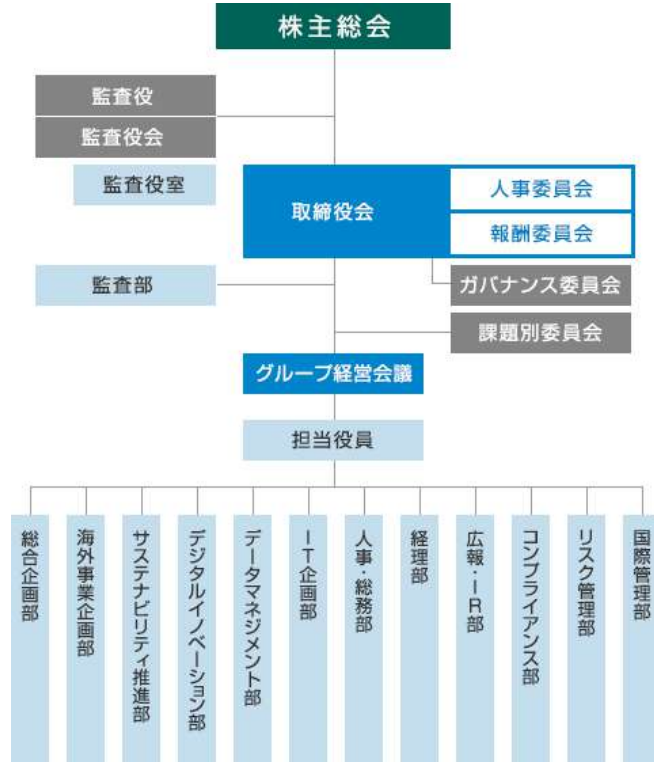 株主総会
監査役
監査役会
監査役室
取締役会
人事委員会
報酬委員会
監査部
ガバナンス委員会
課題別委員会
グループ経営会議
担当役員
総合企画部
海外事業企画部
サステナビリティ推進部
デジタルイノベーション部
データマネジメント部
IT企画部
人事・総務部
経理部
広報・IR部
コンプライアンス部
リスク管理部
国際管理部